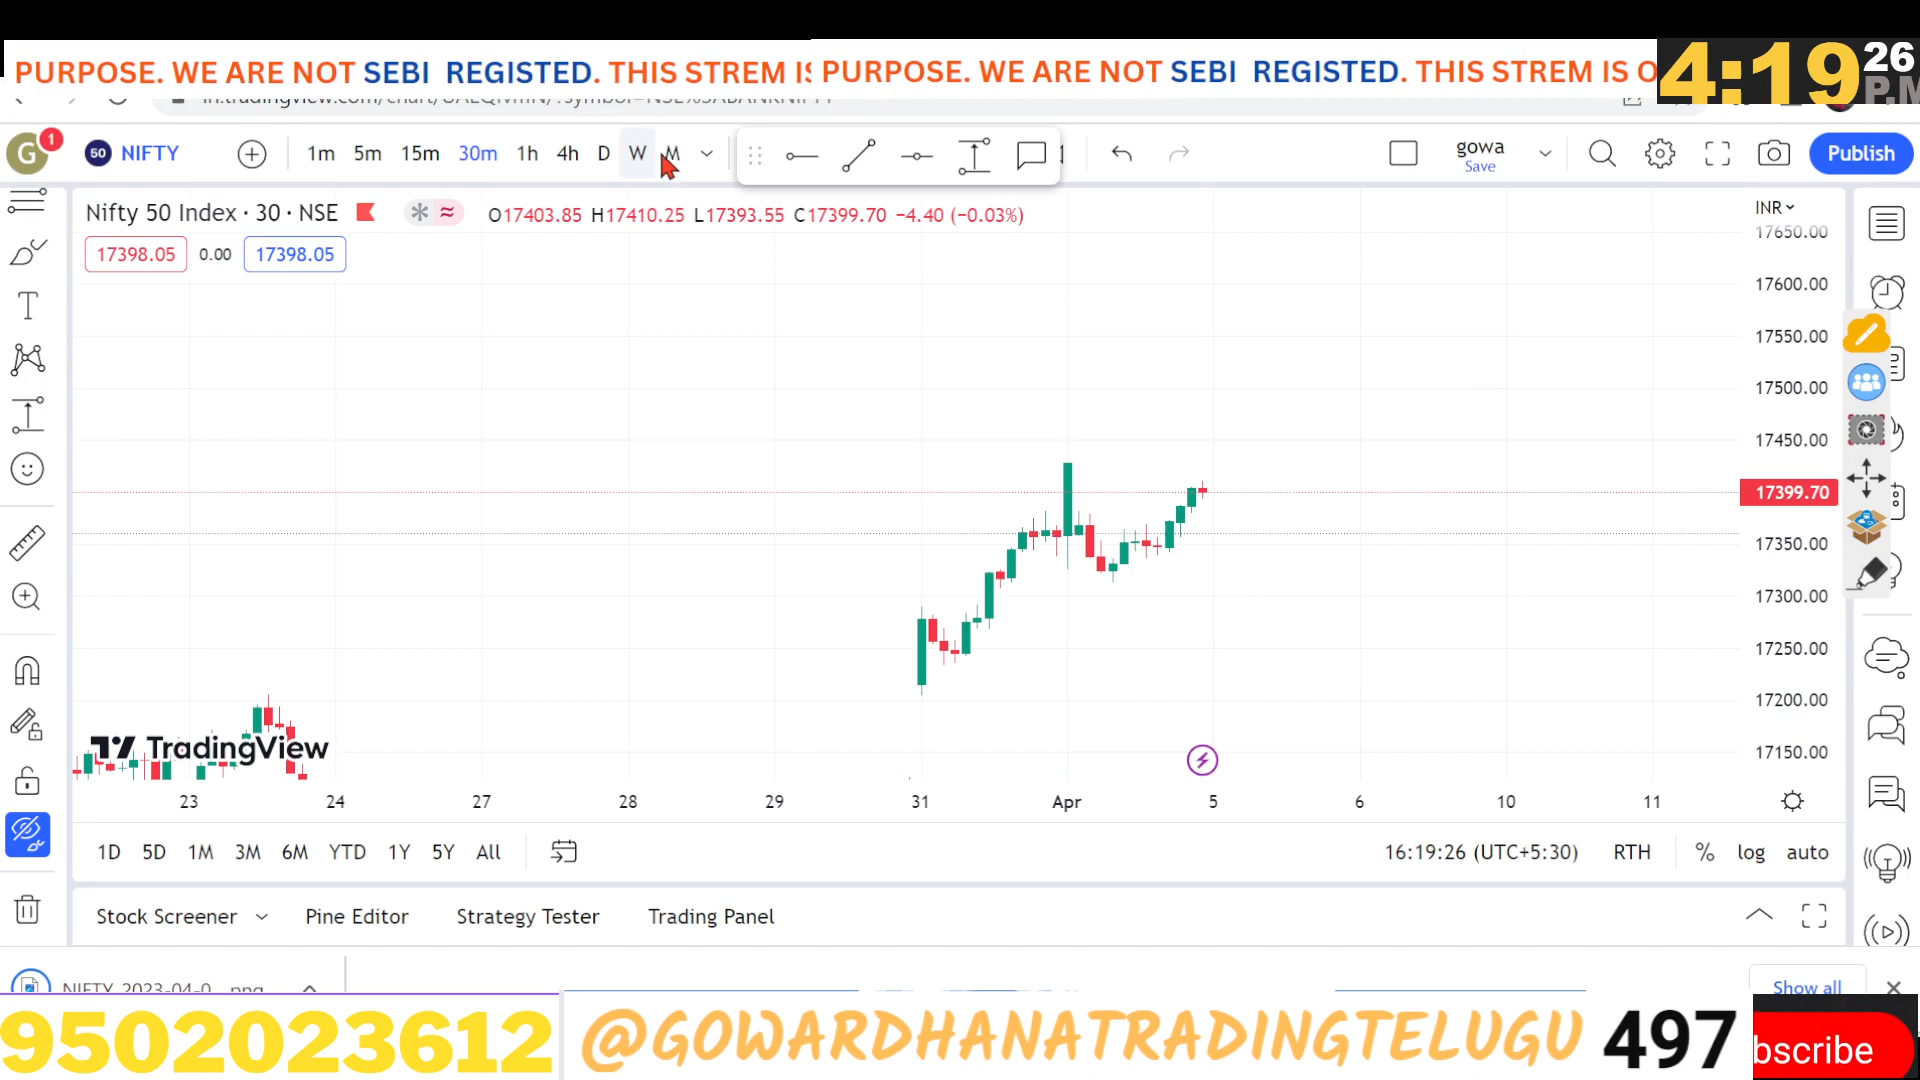 PURPOSE. WE ARE NOT SEBI REGISTED. THIS STREM IS PURPOSE. WE ARE NOT SEBI REGISTED. THIS STREM IS O
4:19 26 P.M
G 1 50 NIFTY 1m 5m 15m 30m 1h 4h D W M gowa Save Publish
Nifty 50 Index · 30 · NSE O17403.85 H17410.25 L17393.55 C17399.70 −4.40 (−0.03%)
INR
17398.05 0.00 17398.05
17650.00
17600.00
17550.00
17500.00
17450.00
17399.70
17350.00
17300.00
17250.00
17200.00
17150.00
TradingView
23 24 27 28 29 31 Apr 5 6 10 11
1D 5D 1M 3M 6M YTD 1Y 5Y All 16:19:26 (UTC+5:30) RTH % log auto
Stock Screener Pine Editor Strategy Tester Trading Panel
Show all
9502023612 @GOWARDHANATRADINGTELUGU 497 bscribe